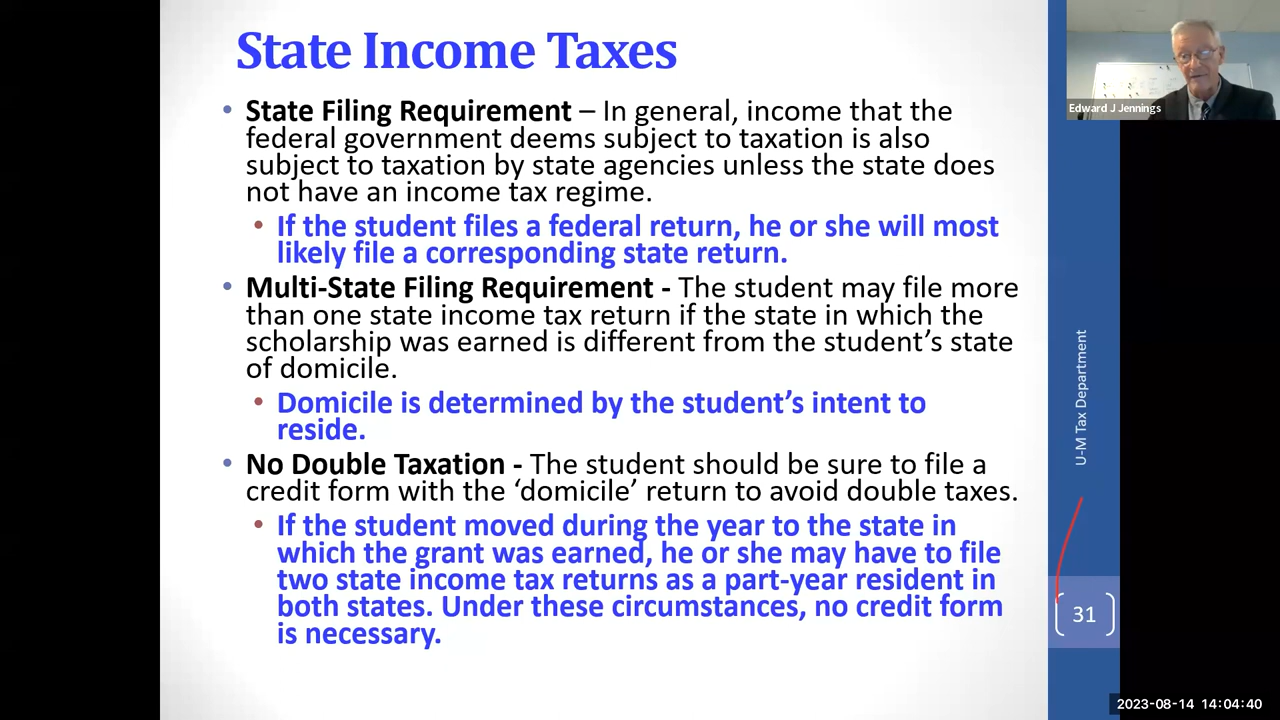 State Income Taxes
• State Filing Requirement – In general, income that the
federal government deems subject to taxation is also
subject to taxation by state agencies unless the state does
not have an income tax regime.
• If the student files a federal return, he or she will most
likely file a corresponding state return.
• Multi-State Filing Requirement - The student may file more
than one state income tax return if the state in which the
scholarship was earned is different from the student’s state
of domicile.
• Domicile is determined by the student’s intent to
reside.
• No Double Taxation - The student should be sure to file a
credit form with the ‘domicile’ return to avoid double taxes.
• If the student moved during the year to the state in
which the grant was earned, he or she may have to file
two state income tax returns as a part-year resident in
both states. Under these circumstances, no credit form
is necessary.
Edward J Jennings
U-M Tax Department
31
2023-08-14 14:04:40